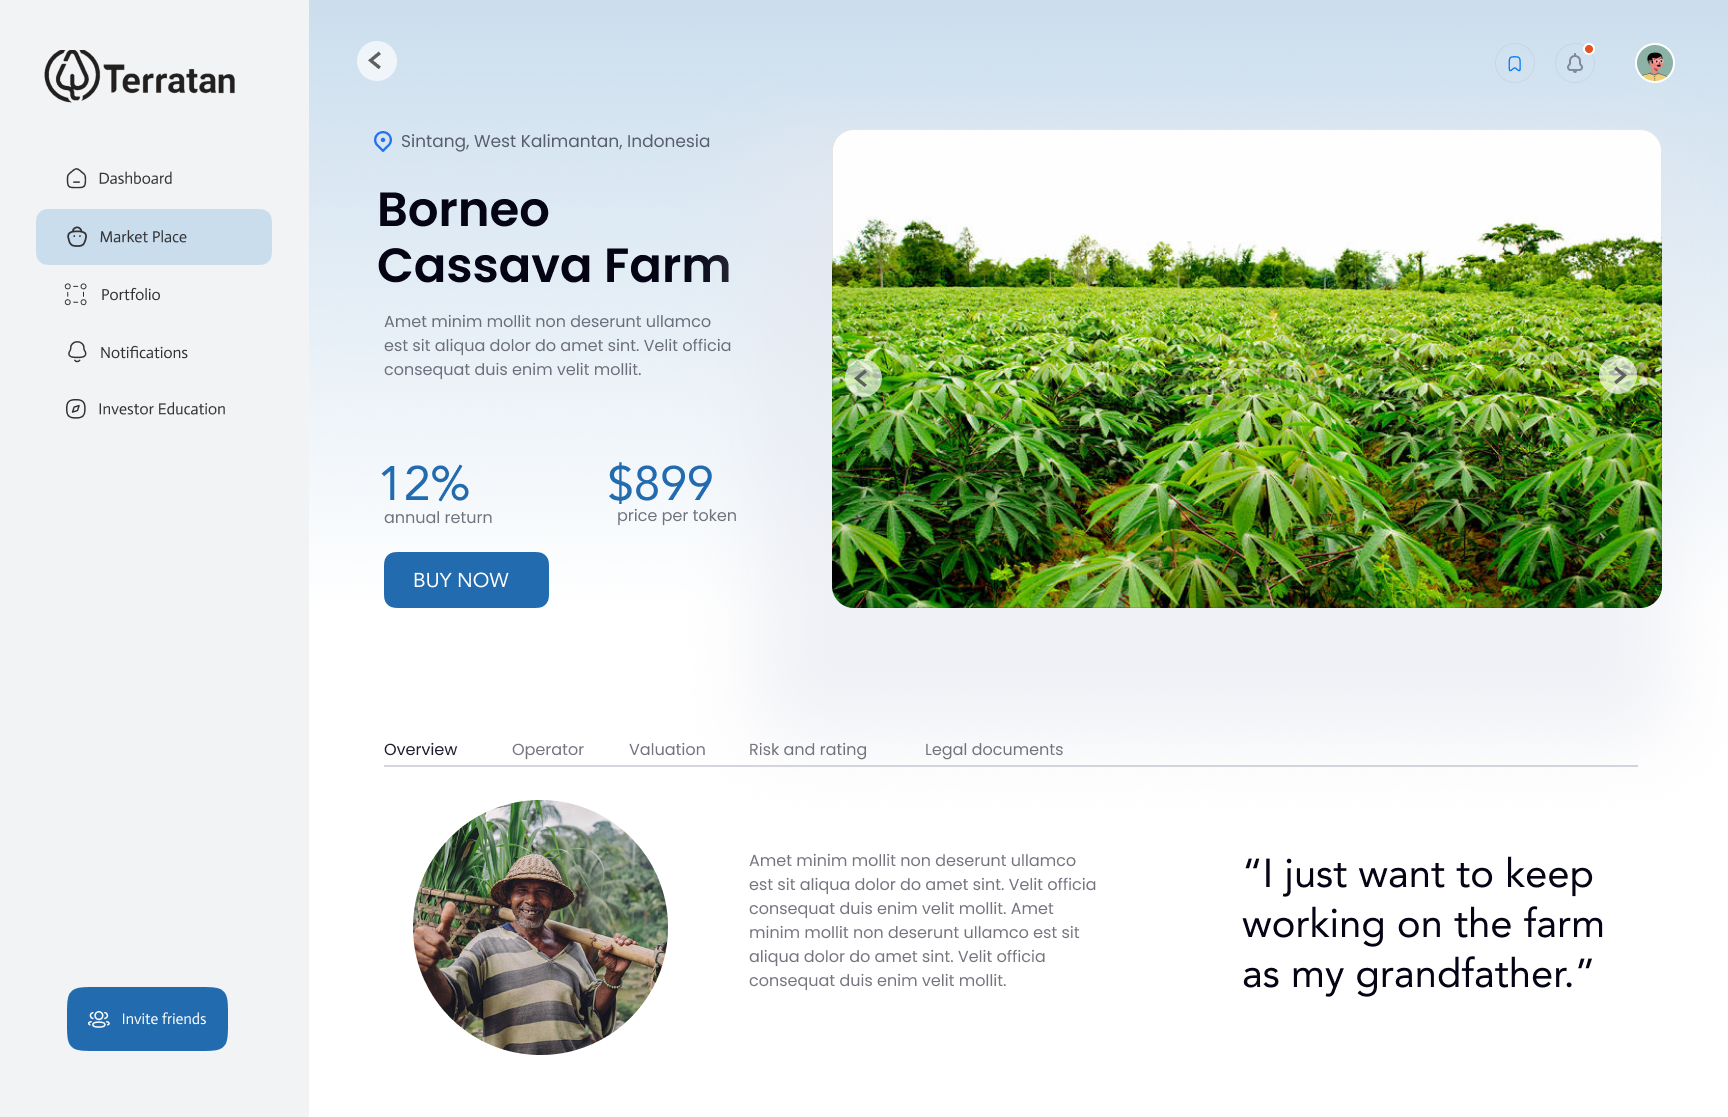 Terratan
Dashboard
Market Place
Portfolio
Notifications
Investor Education
Invite friends
Sintang, West Kalimantan, Indonesia
Borneo
Cassava Farm
Amet minim mollit non deserunt ullamco
est sit aliqua dolor do amet sint. Velit officia
consequat duis enim velit mollit.
12%
annual return
$899
price per token
BUY NOW
Overview Operator Valuation Risk and rating Legal documents
Amet minim mollit non deserunt ullamco
est sit aliqua dolor do amet sint. Velit officia
consequat duis enim velit mollit. Amet
minim mollit non deserunt ullamco est sit
aliqua dolor do amet sint. Velit officia
consequat duis enim velit mollit.
“I just want to keep
working on the farm
as my grandfather.”